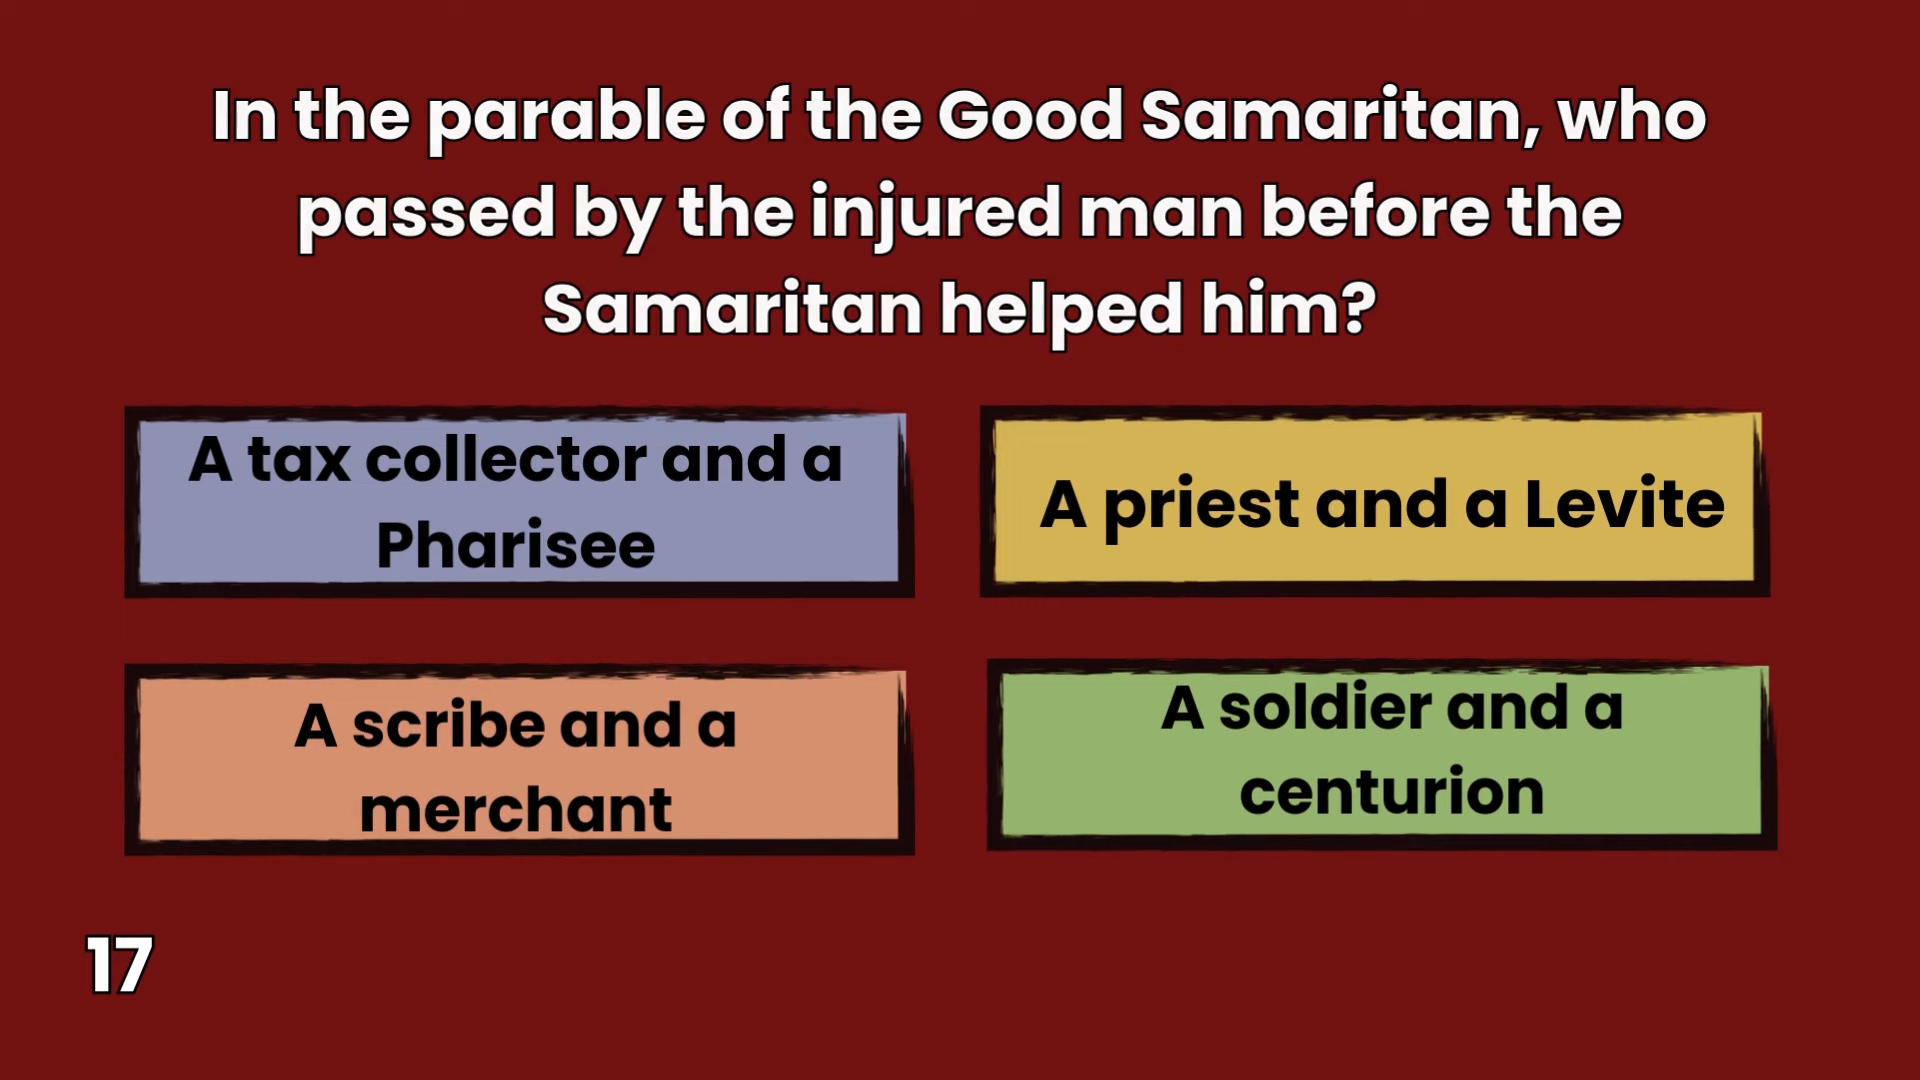 In the parable of the Good Samaritan, who
passed by the injured man before the
Samaritan helped him?
A tax collector and a
Pharisee
A priest and a Levite
A scribe and a
merchant
A soldier and a
centurion
17